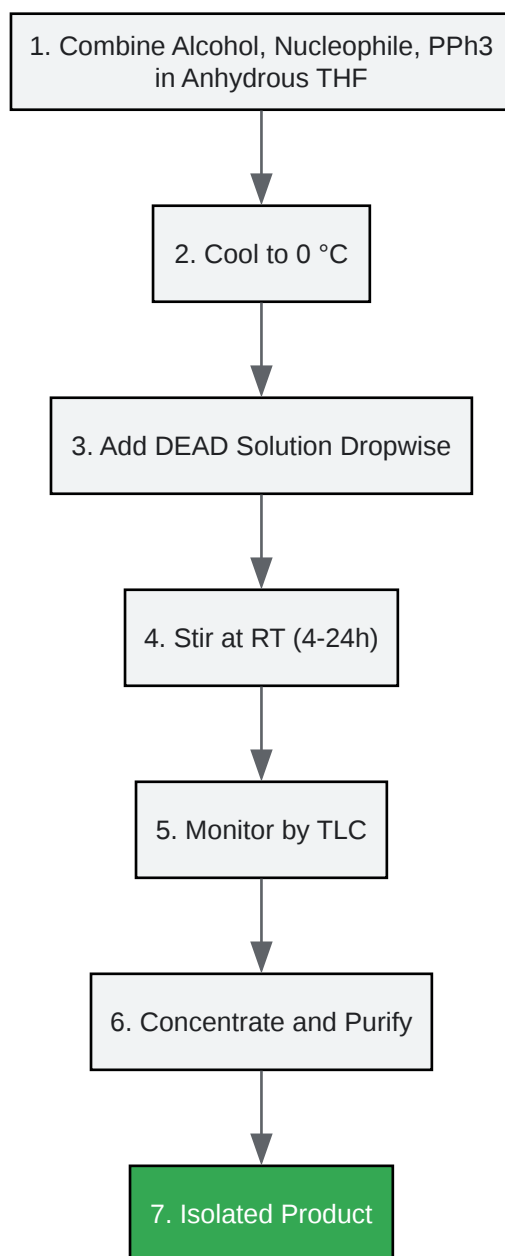 1. Combine Alcohol, Nucleophile, PPh3
in Anhydrous THF
2. Cool to 0 °C
3. Add DEAD Solution Dropwise
4. Stir at RT (4-24h)
5. Monitor by TLC
6. Concentrate and Purify
7. Isolated Product